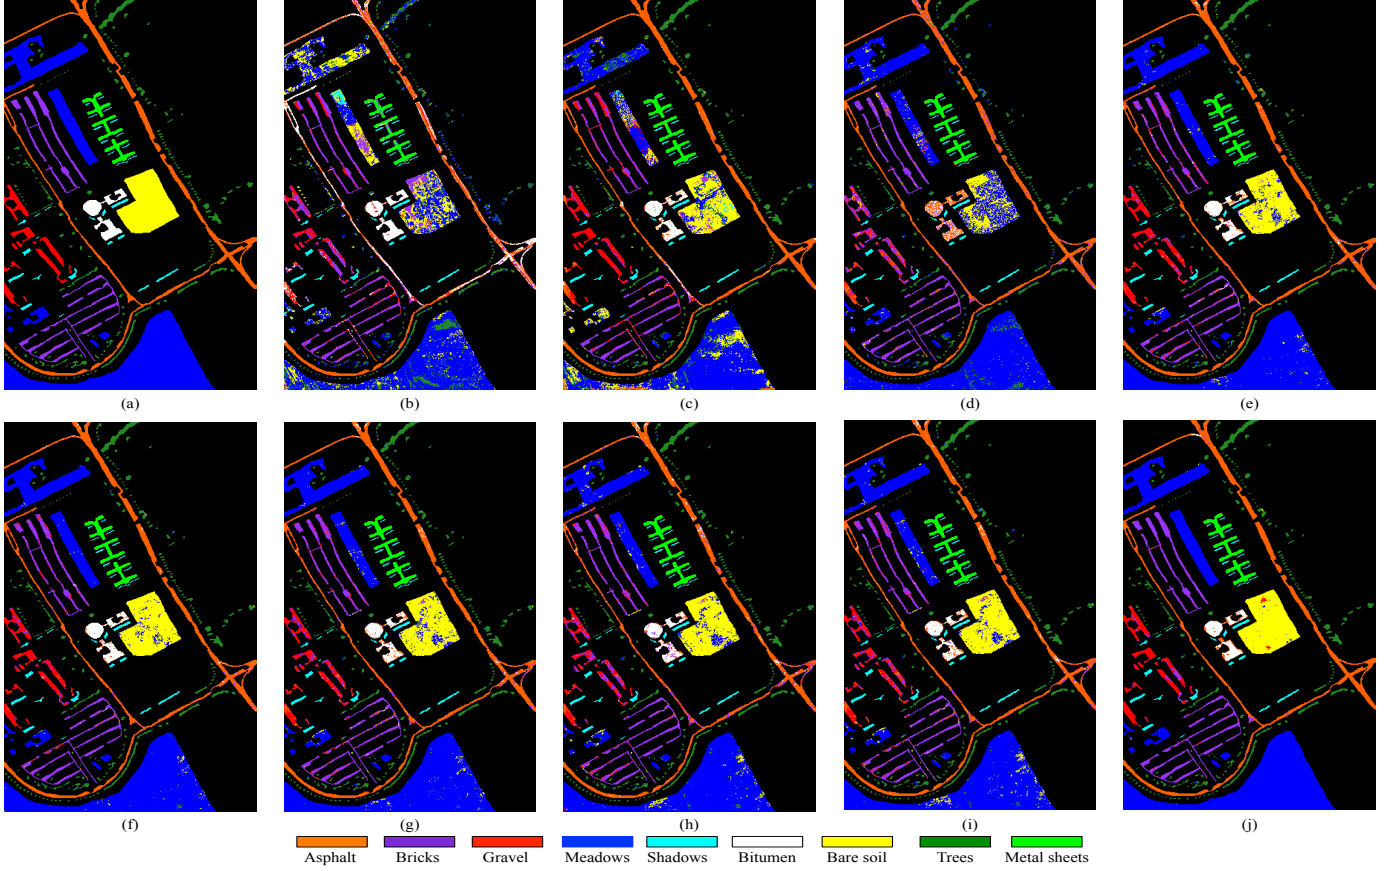 (a) (b) (c) (d) (e)
(f) (g) (h) (i) (j)
Asphalt Bricks Gravel Meadows Shadows Bitumen Bare soil Trees Metal sheets